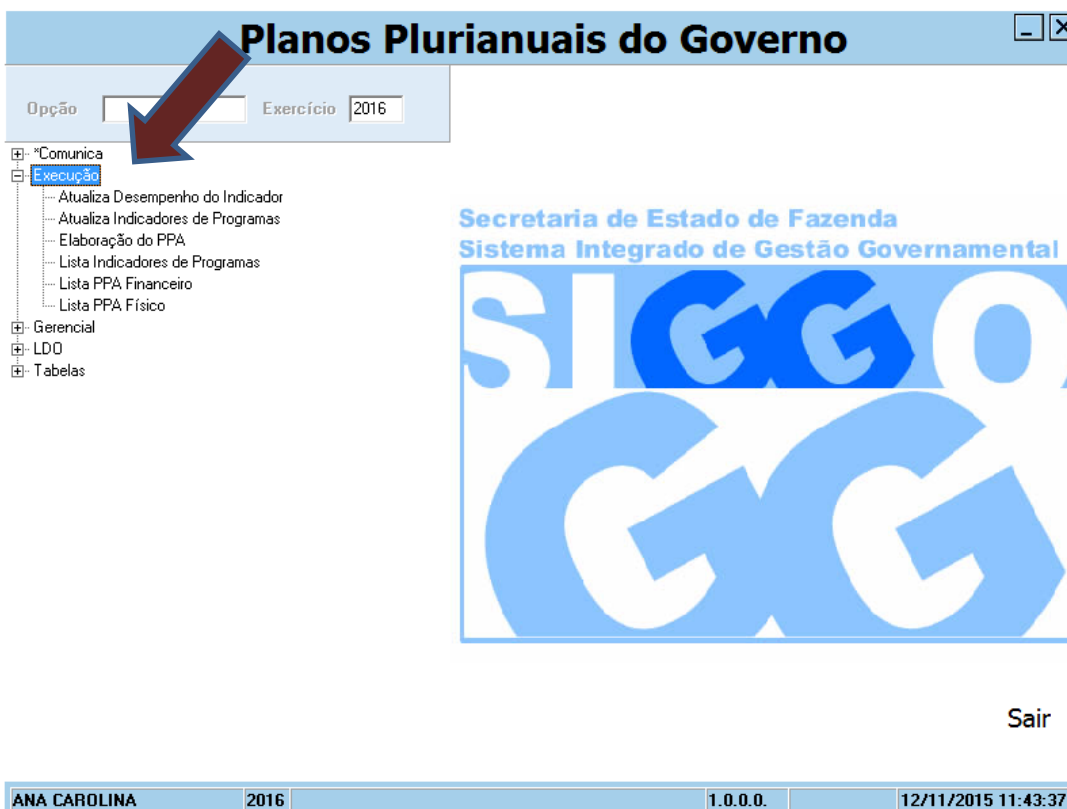 Planos Plurianuais do Governo
Opção Exercício 2016
*Comunica
Execução
Atualiza Desempenho do Indicador
Atualiza Indicadores de Programas
Elaboração do PPA
Lista Indicadores de Programas
Lista PPA Financeiro
Lista PPA Físico
Gerencial
LDO
Tabelas
Secretaria de Estado de Fazenda
Sistema Integrado de Gestão Governamental
SIGGO
GG
Sair
ANA CAROLINA 2016 1.0.0.0. 12/11/2015 11:43:37